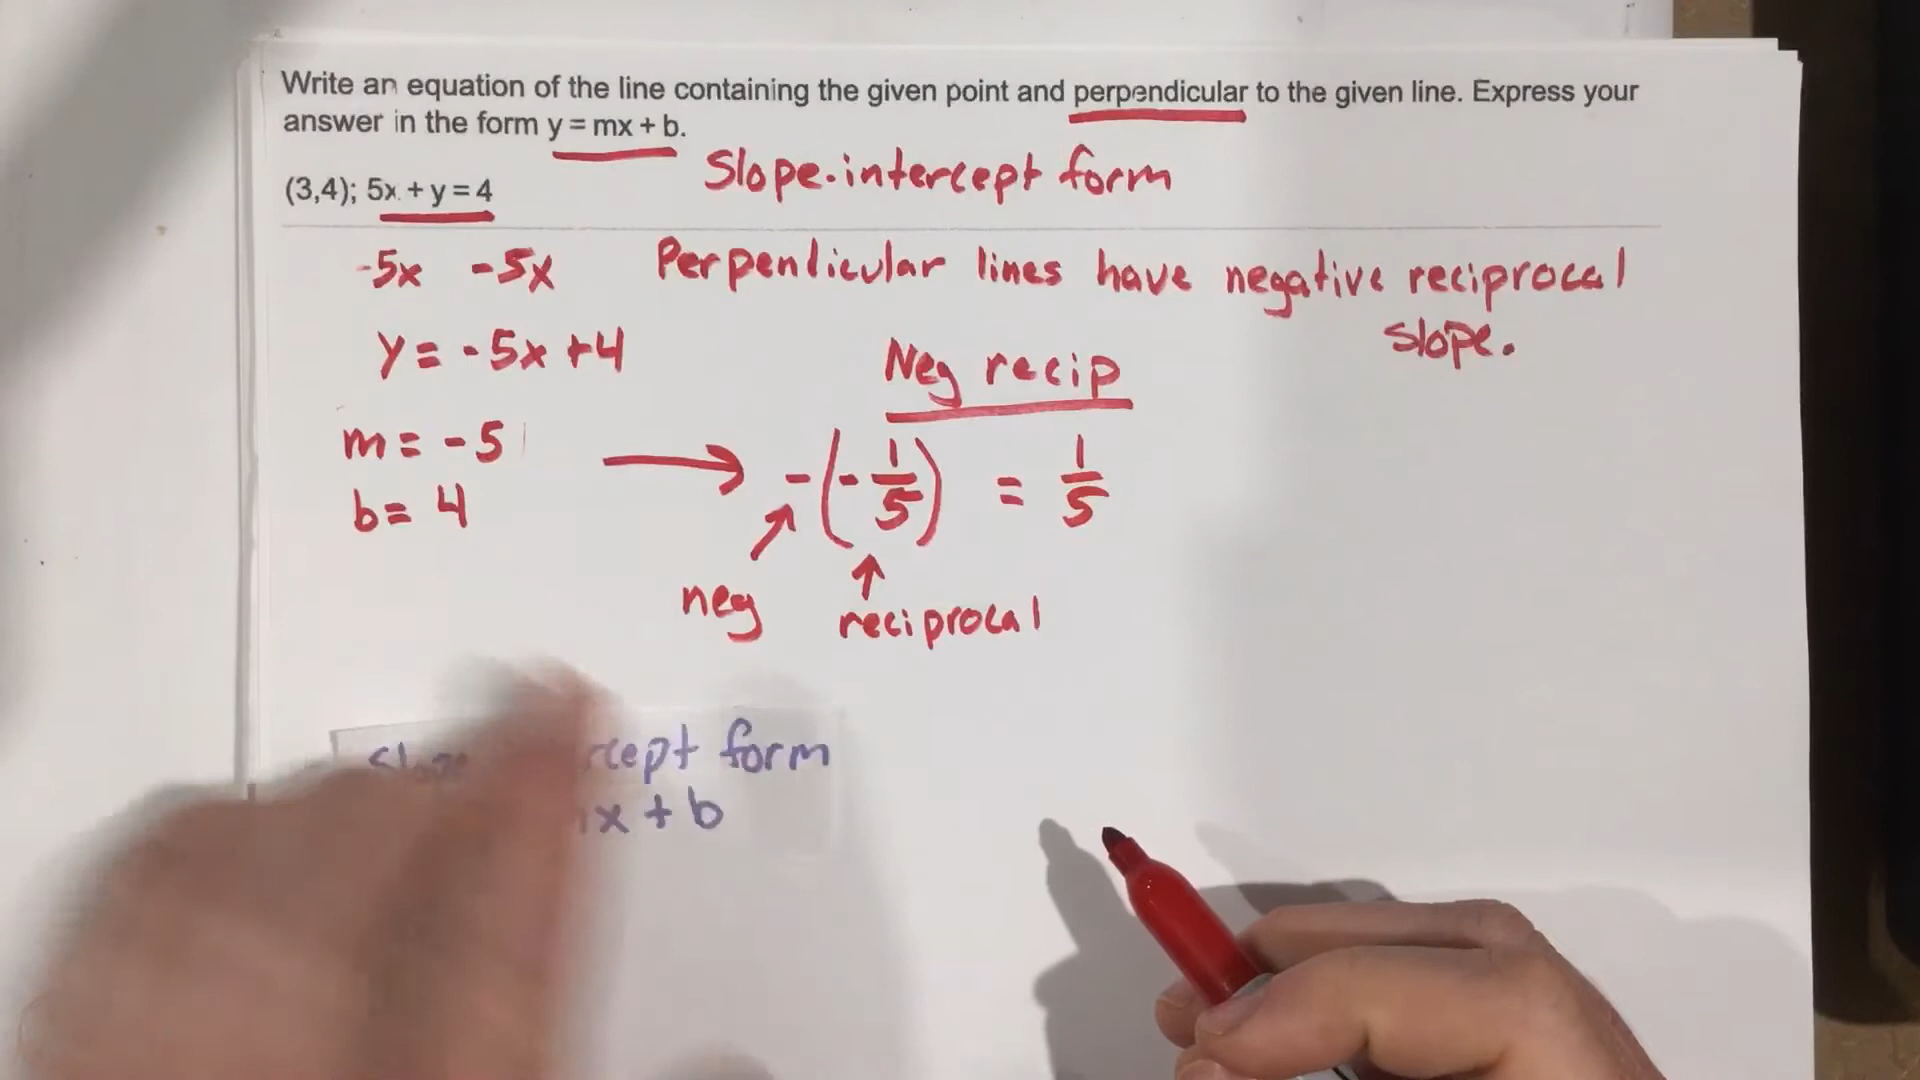 Write an equation of the line containing the given point and perpendicular to the given line. Express your
answer in the form y = mx + b.
Slope-intercept form
(3,4); 5x + y = 4
-5x -5x
Perpendicular lines have negative reciprocal
slope.
y = -5x + 4
Neg recip
m = -5
-(-1/5) = 1/5
b = 4
neg
reciprocal
form
x + b